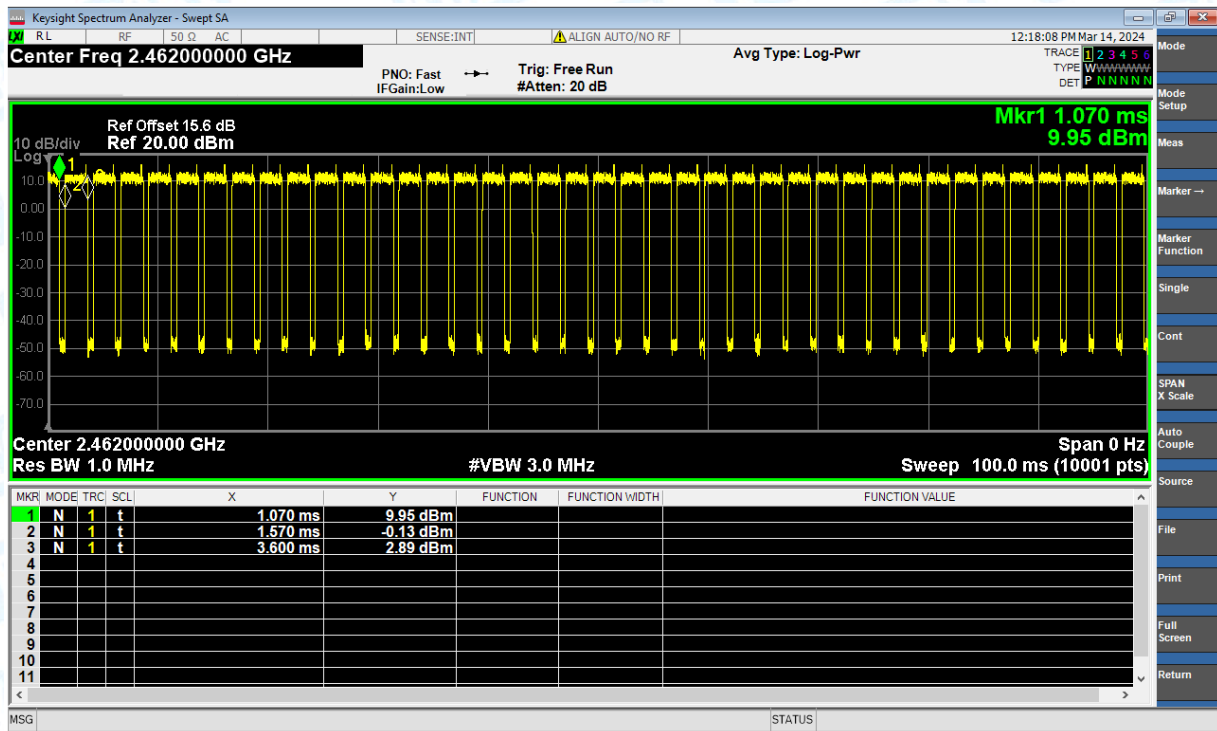 Keysight Spectrum Analyzer - Swept SA
LXI RL RF 50 Ω AC SENSE:INT ALIGN AUTO/NO RF 12:18:08 PM Mar 14, 2024
Center Freq 2.462000000 GHz Avg Type: Log-Pwr TRACE 1 2 3 4 5 6
PNO: Fast Trig: Free Run TYPE WWWWWW
IFGain:Low #Atten: 20 dB DET P N N N N N
Mkr1 1.070 ms
Ref Offset 15.6 dB
10 dB/div Ref 20.00 dBm 9.95 dBm
Log
1
2
10.0
0.00
-10.0
-20.0
-30.0
-40.0
-50.0
-60.0
-70.0
Center 2.462000000 GHz Span 0 Hz
Res BW 1.0 MHz #VBW 3.0 MHz Sweep 100.0 ms (10001 pts)
MKR MODE TRC SCL X Y FUNCTION FUNCTION WIDTH FUNCTION VALUE
1 N 1 t 1.070 ms 9.95 dBm
2 N 1 t 1.570 ms -0.13 dBm
3 N 1 t 3.600 ms 2.89 dBm
4
5
6
7
8
9
10
11
MSG STATUS
Mode
Mode
Setup
Meas
Marker →
Marker
Function
Single
Cont
SPAN
X Scale
Auto
Couple
Source
File
Print
Full
Screen
Return